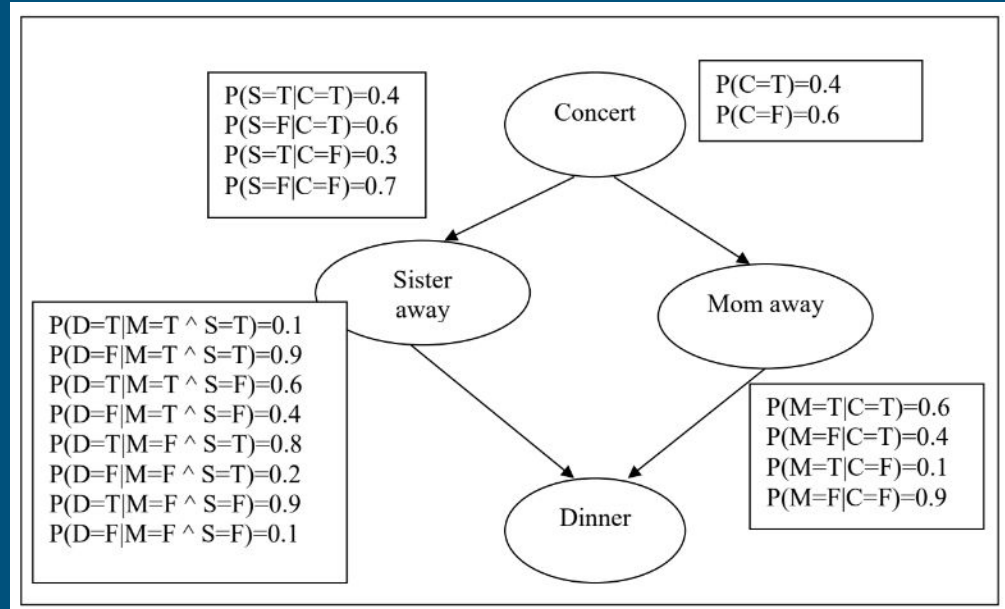 P(S=T|C=T)=0.4
P(S=F|C=T)=0.6
P(S=T|C=F)=0.3
P(S=F|C=F)=0.7
Concert
P(C=T)=0.4
P(C=F)=0.6
Sister
away
Mom away
P(D=T|M=T ^ S=T)=0.1
P(D=F|M=T ^ S=T)=0.9
P(D=T|M=T ^ S=F)=0.6
P(D=F|M=T ^ S=F)=0.4
P(D=T|M=F ^ S=T)=0.8
P(D=F|M=F ^ S=T)=0.2
P(D=T|M=F ^ S=F)=0.9
P(D=F|M=F ^ S=F)=0.1
P(M=T|C=T)=0.6
P(M=F|C=T)=0.4
P(M=T|C=F)=0.1
P(M=F|C=F)=0.9
Dinner